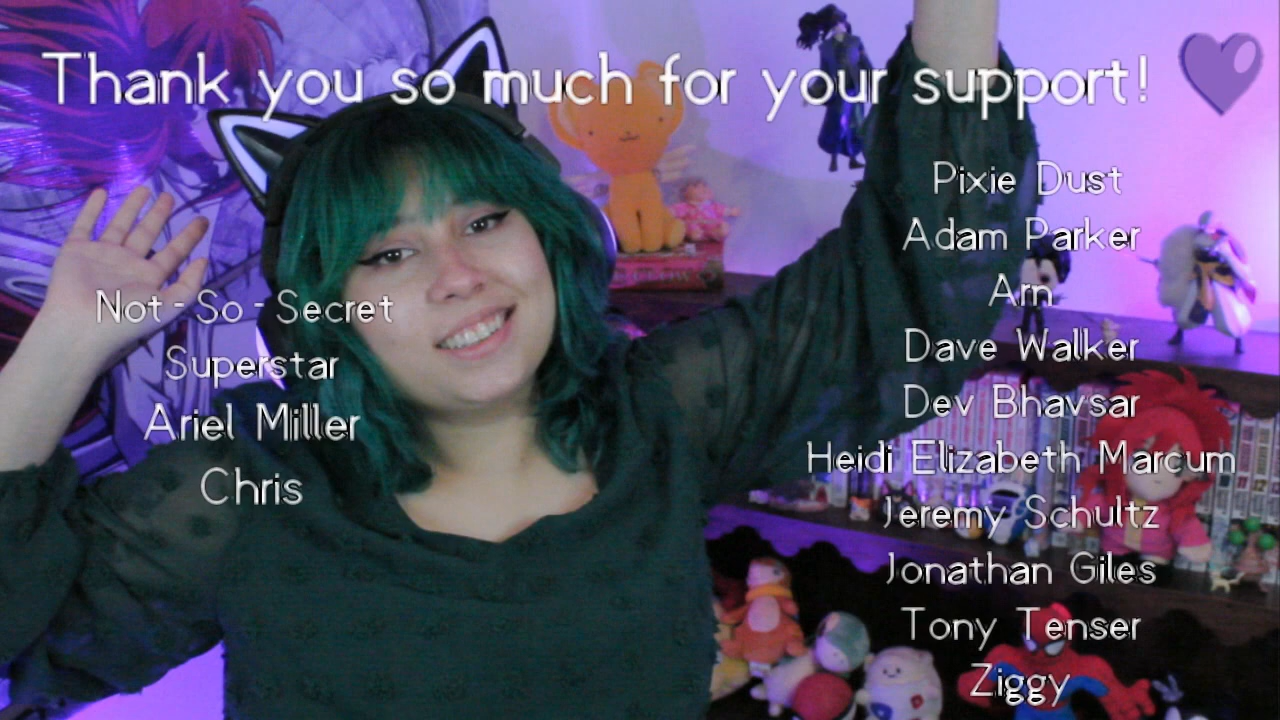 Thank you so much for your support!
Not-So-Secret
Superstar
Ariel Miller
Chris
Pixie Dust
Adam Parker
Arn
Dave Walker
Dev Bhavsar
Heidi Elizabeth Marcum
Jeremy Schultz
Jonathan Giles
Tony Tenser
Ziggy